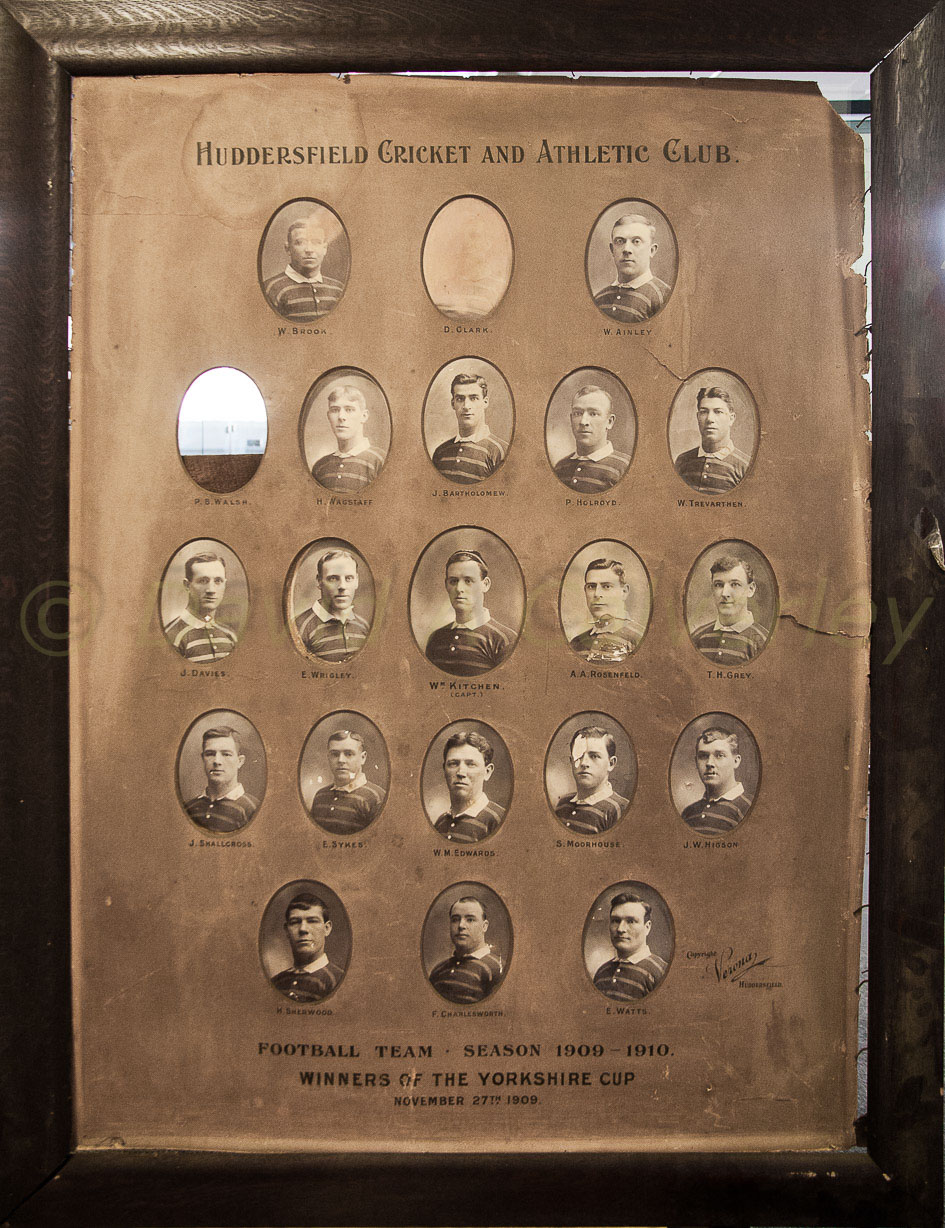 HUDDERSFIELD CRICKET AND ATHLETIC CLUB.
W. BROOK.
D. CLARK.
W. AINLEY
P. S. WALSH.
H. WAGSTAFF
J. BARTHOLOMEW.
P. HOLROYD.
W. TREVARTHEN.
J. DAVIES.
E. WRIGLEY.
WM KITCHEN.
(CAPT.)
A. A. ROSENFELD.
T. H. GREY.
J. SHALLCROSS.
E. SYKES.
W. M. EDWARDS.
S. MOORHOUSE
J. W. HIGSON
H. SHERWOOD.
F. CHARLESWORTH.
E. WATTS
Copyright
Verona,
HUDDERSFIELD.
FOOTBALL TEAM · SEASON 1909–1910.
WINNERS OF THE YORKSHIRE CUP
NOVEMBER 27TH 1909.